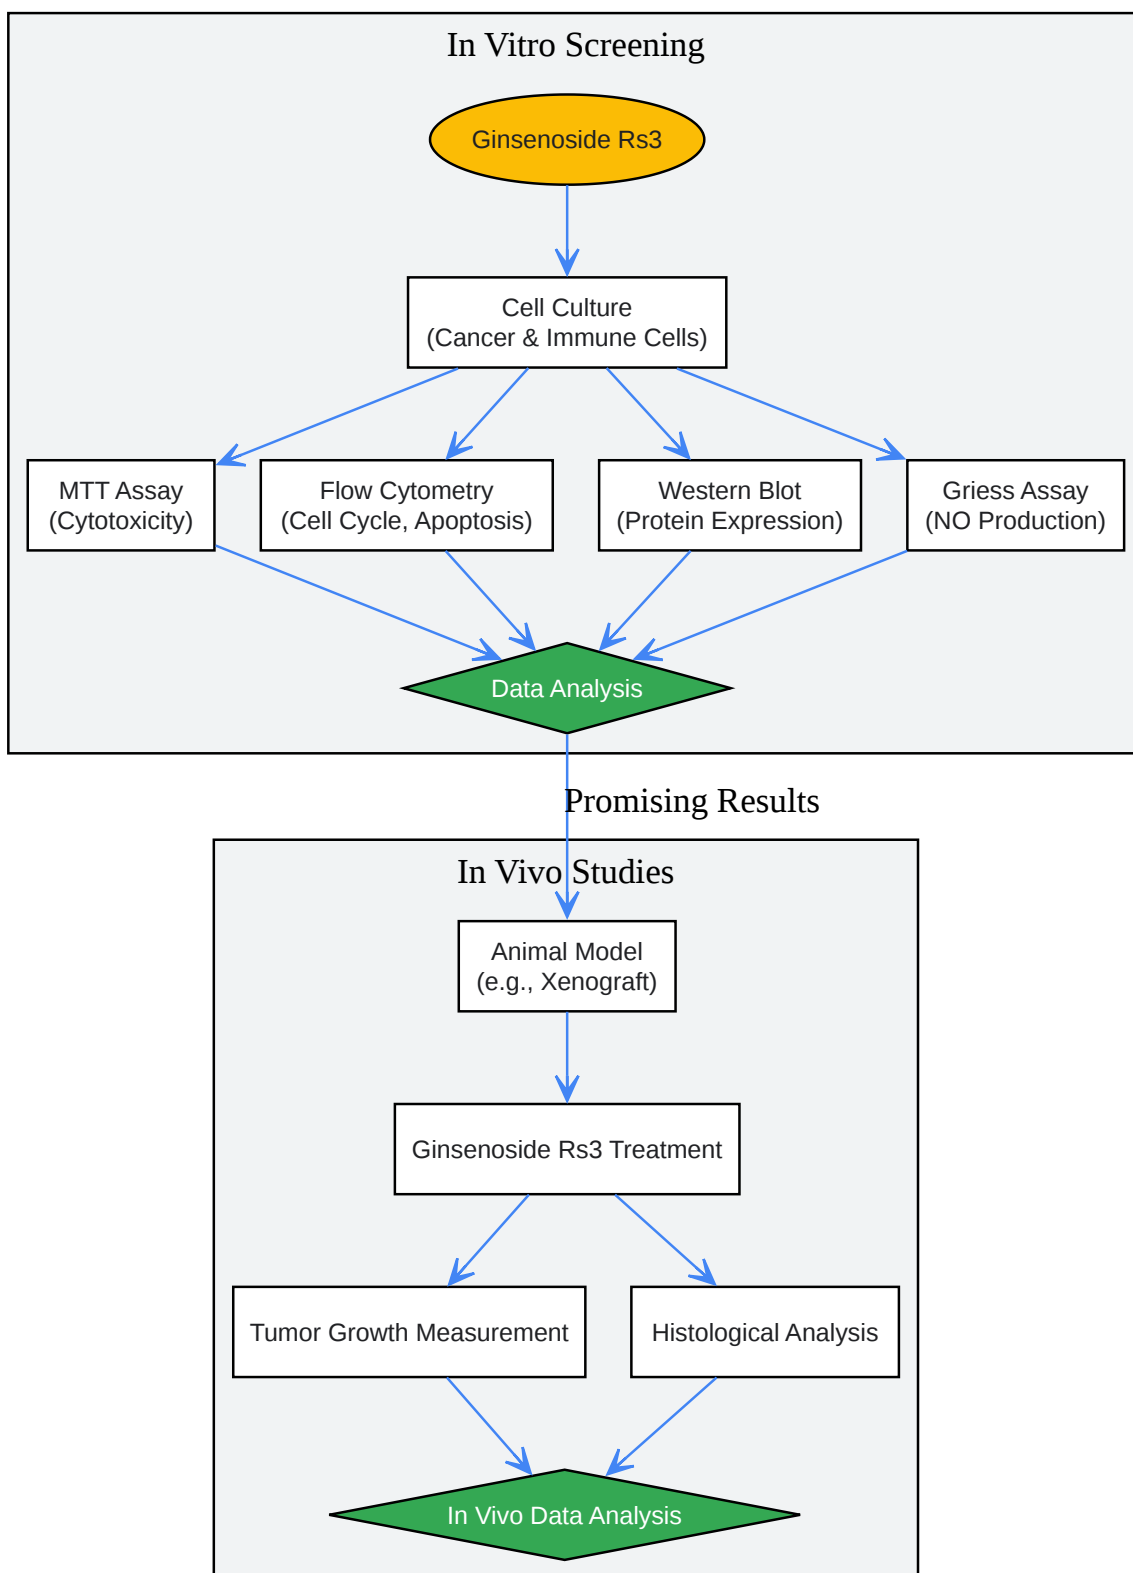 In Vitro Screening
Ginsenoside Rs3
Cell Culture
(Cancer & Immune Cells)
MTT Assay
(Cytotoxicity)
Flow Cytometry
(Cell Cycle, Apoptosis)
Western Blot
(Protein Expression)
Griess Assay
(NO Production)
Data Analysis
Promising Results
In Vivo Studies
Animal Model
(e.g., Xenograft)
Ginsenoside Rs3 Treatment
Tumor Growth Measurement
Histological Analysis
In Vivo Data Analysis